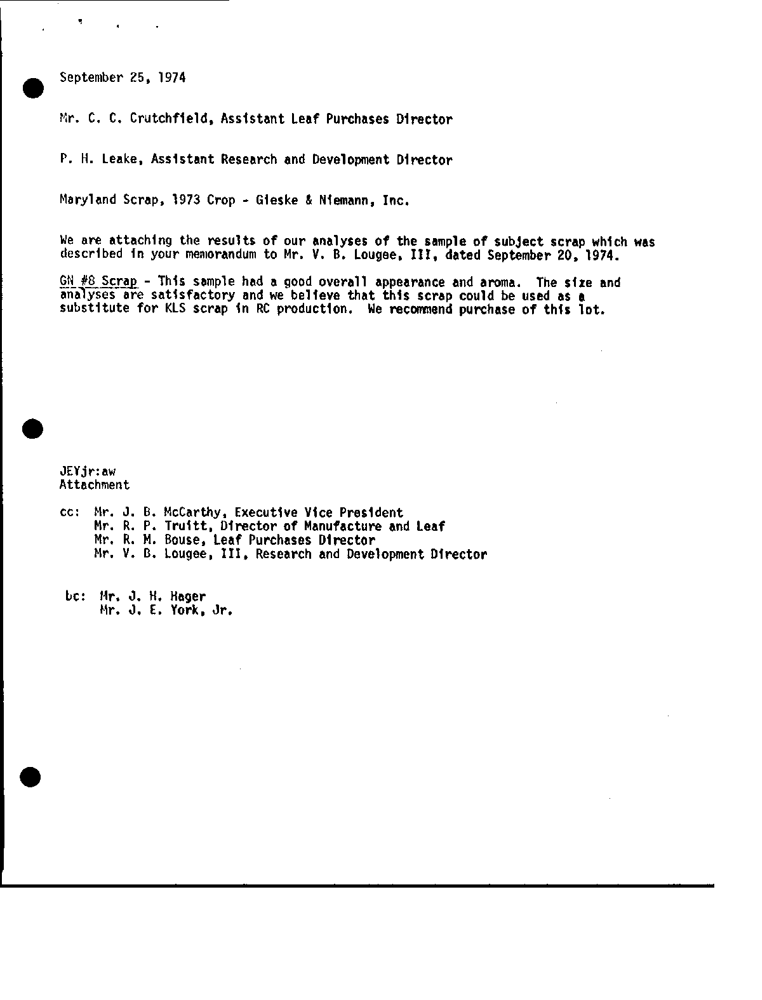 September 25, 1974
Mr. C. C. Crutchfield, Assistant Leaf Purchases Director
P. H. Leake, Assistant Research and Development Director
Maryland Scrap, 1973 Crop - Gieske & Niemann, Inc.
We are attaching the results of our analyses of the sample of subject scrap which was
described in your memorandum to Mr. V. B. Lougee, III, dated September 20, 1974.
GN #8 Scrap - This sample had a good overall appearance and aroma. The size and
analyses are satisfactory and we believe that this scrap could be used as a
substitute for KLS scrap in RC production. We recommend purchase of this lot.
JEYjr:aw
Attachment
cc: Mr. J. B. McCarthy, Executive Vice President
Mr. R. P. Truitt, Director of Manufacture and Leaf
Mr. R. M. Bouse, Leaf Purchases Director
Mr. V. B. Lougee, III, Research and Development Director
bc: Mr. J. H. Hager
Mr. J. E. York, Jr.